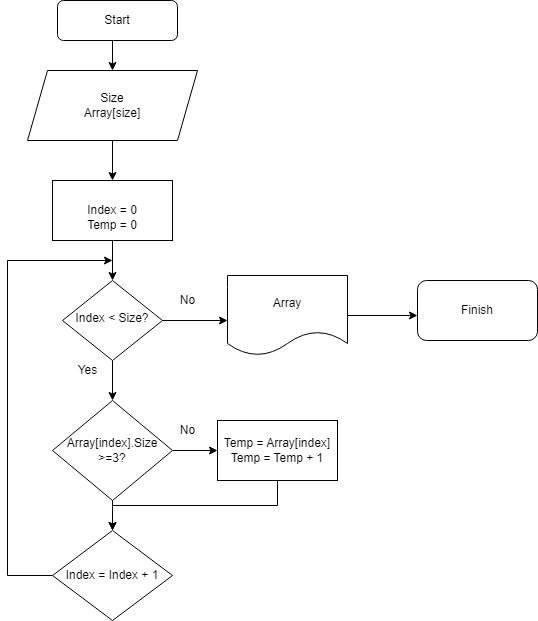 Start
Size
Array[size]
Index = 0
Temp = 0
Index < Size?
No
Array
Finish
Yes
Array[index].Size
>=3?
No
Temp = Array[index]
Temp = Temp + 1
Index = Index + 1